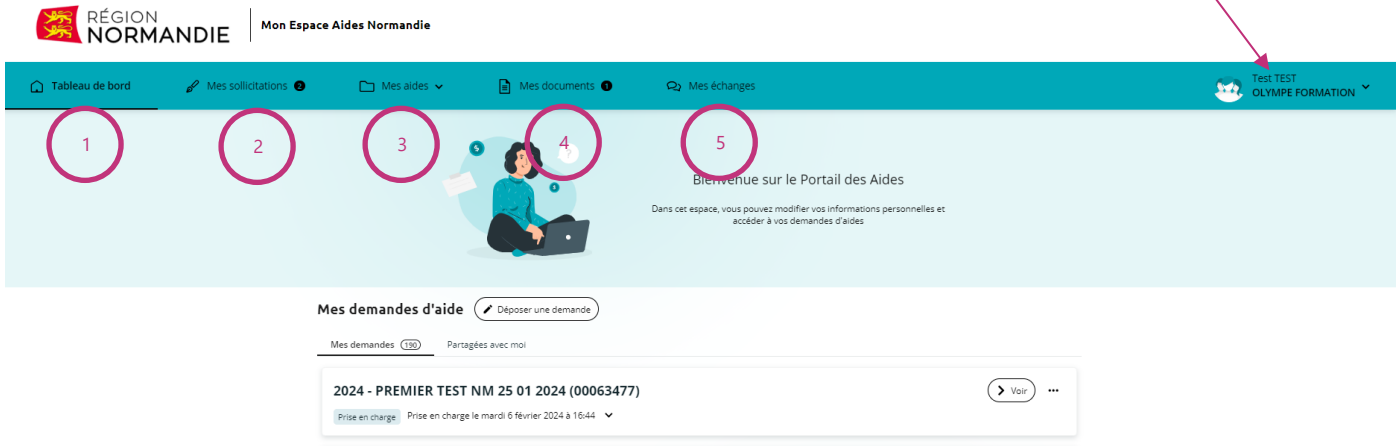 RÉGION
NORMANDIE
Mon Espace Aides Normandie
Tableau de bord
Mes sollicitations 2
Mes aides
Mes documents 1
Mes échanges
Test TEST
OLYMPE FORMATION
1
2
3
4
5
$
?
Bienvenue sur le Portail des Aides
Dans cet espace, vous pouvez modifier vos informations personnelles et
accéder à vos demandes d'aides
Mes demandes d'aide
Déposer une demande
Mes demandes 190
Partagées avec moi
2024 - PREMIER TEST NM 25 01 2024 (00063477)
Voir
Prise en charge
Prise en charge le mardi 6 février 2024 à 16:44